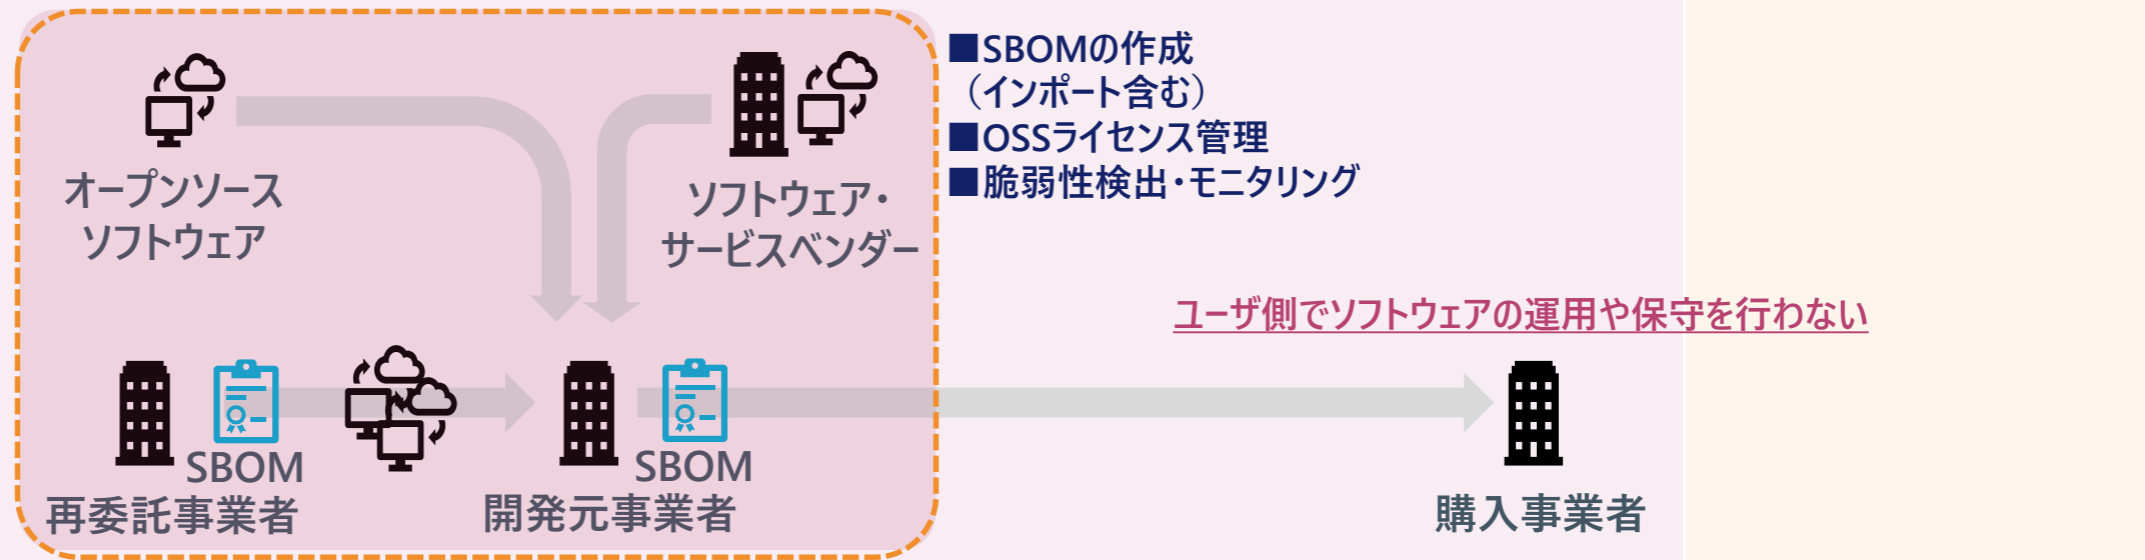 オープンソース
ソフトウェア
ソフトウェア・
サービスベンダー
■SBOMの作成
（インポート含む）
■OSSライセンス管理
■脆弱性検出・モニタリング
ユーザ側でソフトウェアの運用や保守を行わない
SBOM
再委託事業者
SBOM
開発元事業者
購入事業者